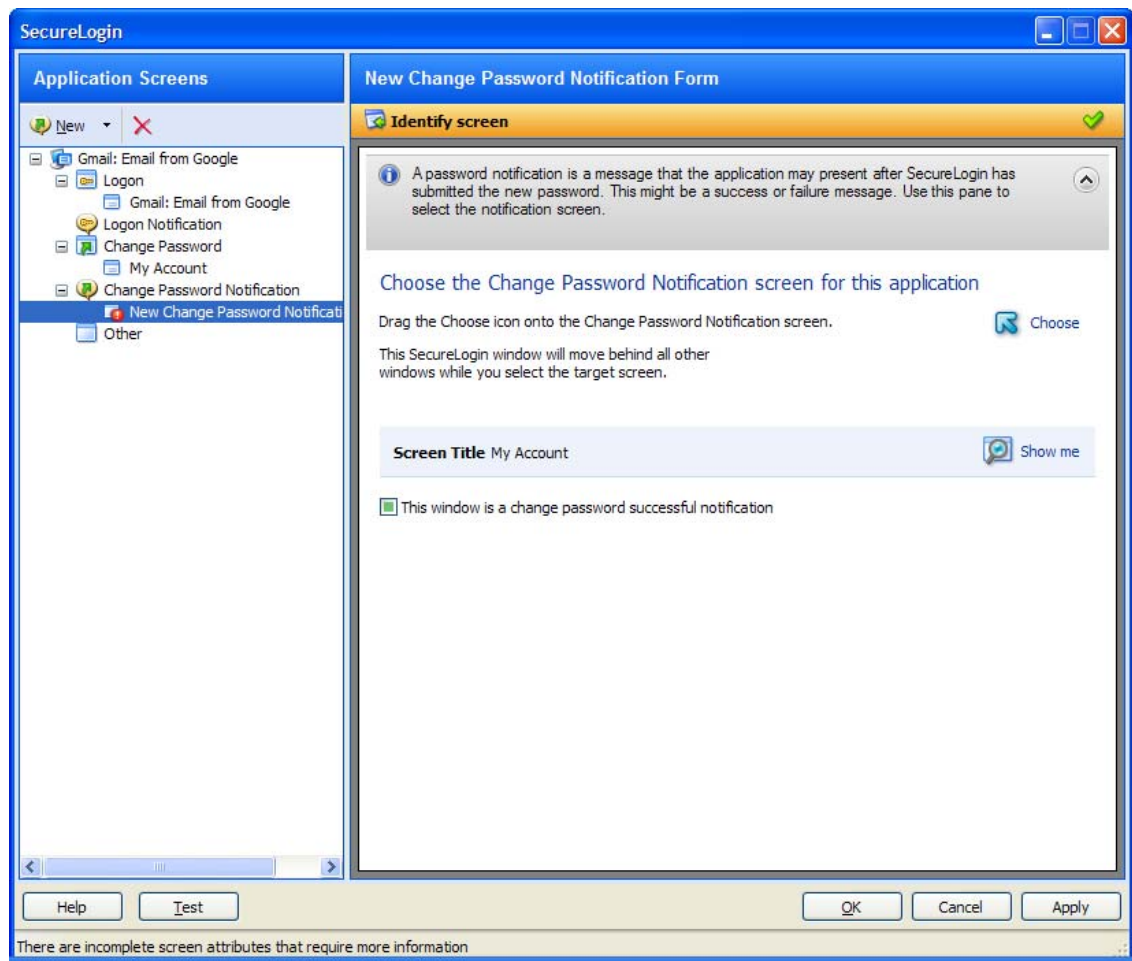 SecureLogin
Application Screens
New
Gmail: Email from Google
Logon
Gmail: Email from Google
Logon Notification
Change Password
My Account
Change Password Notification
New Change Password Notificati
Other
New Change Password Notification Form
Identify screen
A password notification is a message that the application may present after SecureLogin has
submitted the new password. This might be a success or failure message. Use this pane to
select the notification screen.
Choose the Change Password Notification screen for this application
Drag the Choose icon onto the Change Password Notification screen.
Choose
This SecureLogin window will move behind all other
windows while you select the target screen.
Screen Title My Account
Show me
This window is a change password successful notification
Help
Test
OK
Cancel
Apply
There are incomplete screen attributes that require more information